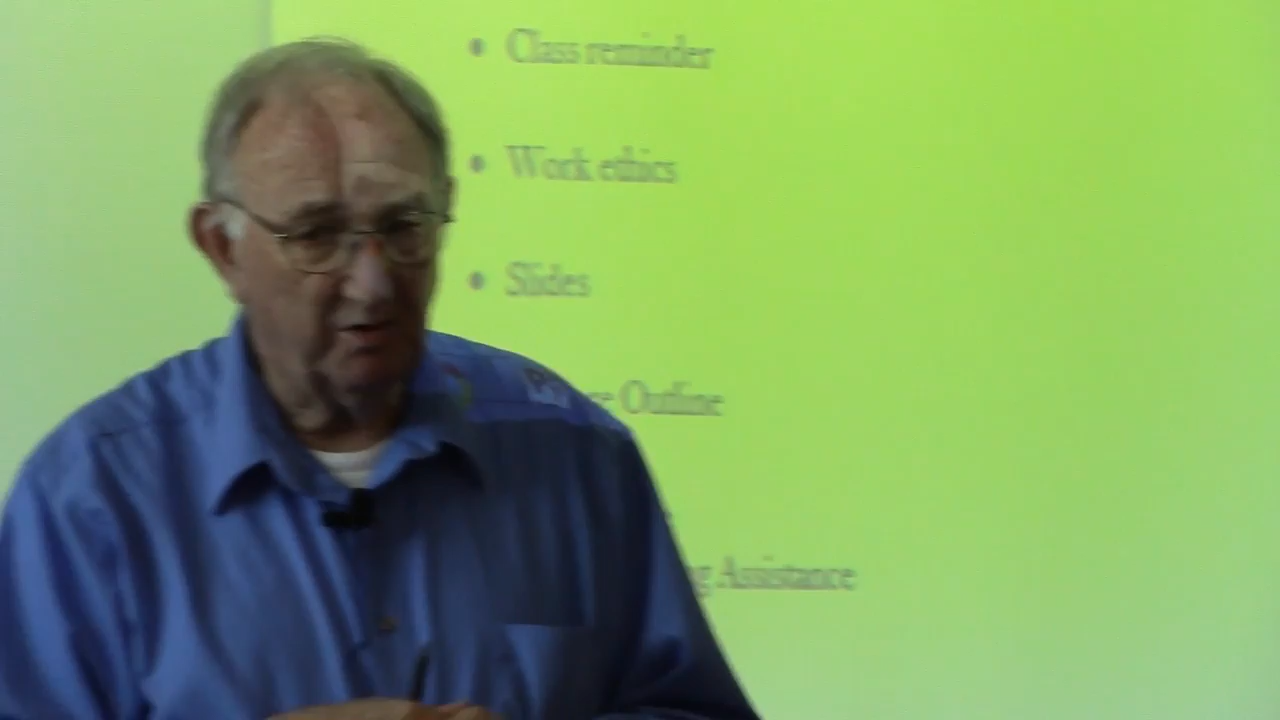 Class reminder
Work ethics
Slides
Outline
Assistance